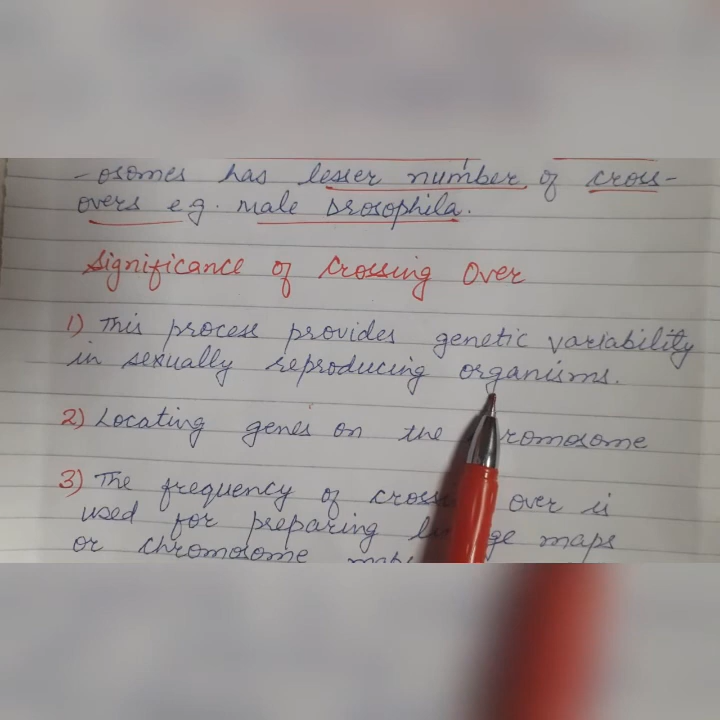 -osomes has lesser number of cross-
overs e.g. male Drosophila.
Significance of Crossing Over
1) This process provides genetic variability
in sexually reproducing organisms.
2) Locating genes on the romosome
3) The frequency of cross over is
used for preparing ge maps
or chromosome maps